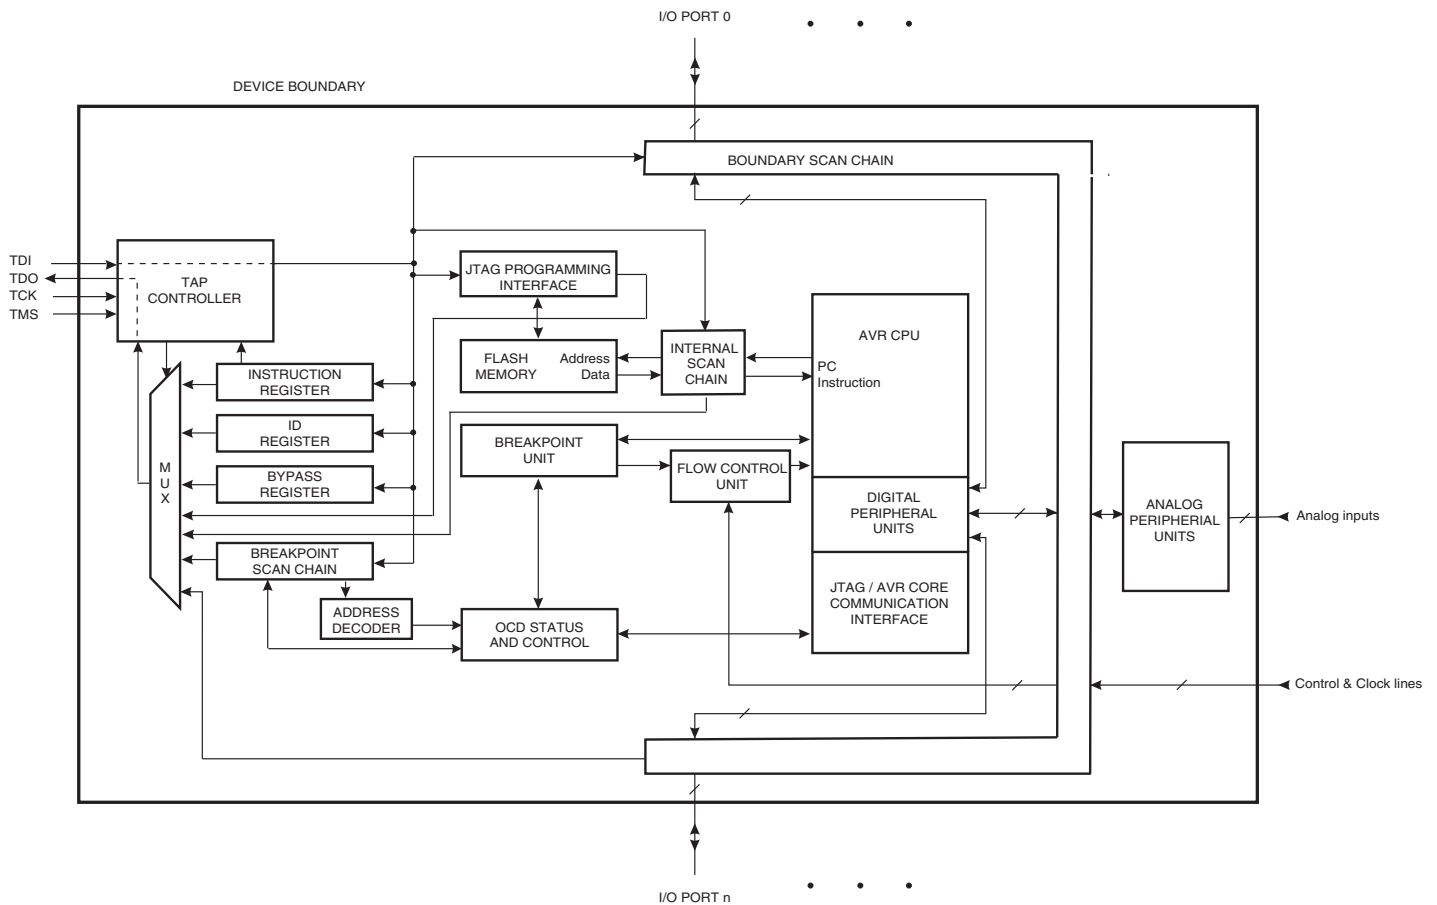 I/O PORT 0
DEVICE BOUNDARY
BOUNDARY SCAN CHAIN
TDI
TDO
TCK
TMS
TAP
CONTROLLER
JTAG PROGRAMMING
INTERFACE
AVR CPU
FLASH
MEMORY
Address
Data
INTERNAL
SCAN
CHAIN
PC
Instruction
INSTRUCTION
REGISTER
ID
REGISTER
M
U
X
BYPASS
REGISTER
BREAKPOINT
UNIT
FLOW CONTROL
UNIT
DIGITAL
PERIPHERAL
UNITS
ANALOG
PERIPHERIAL
UNITS
Analog inputs
BREAKPOINT
SCAN CHAIN
ADDRESS
DECODER
OCD STATUS
AND CONTROL
JTAG / AVR CORE
COMMUNICATION
INTERFACE
Control & Clock lines
I/O PORT n